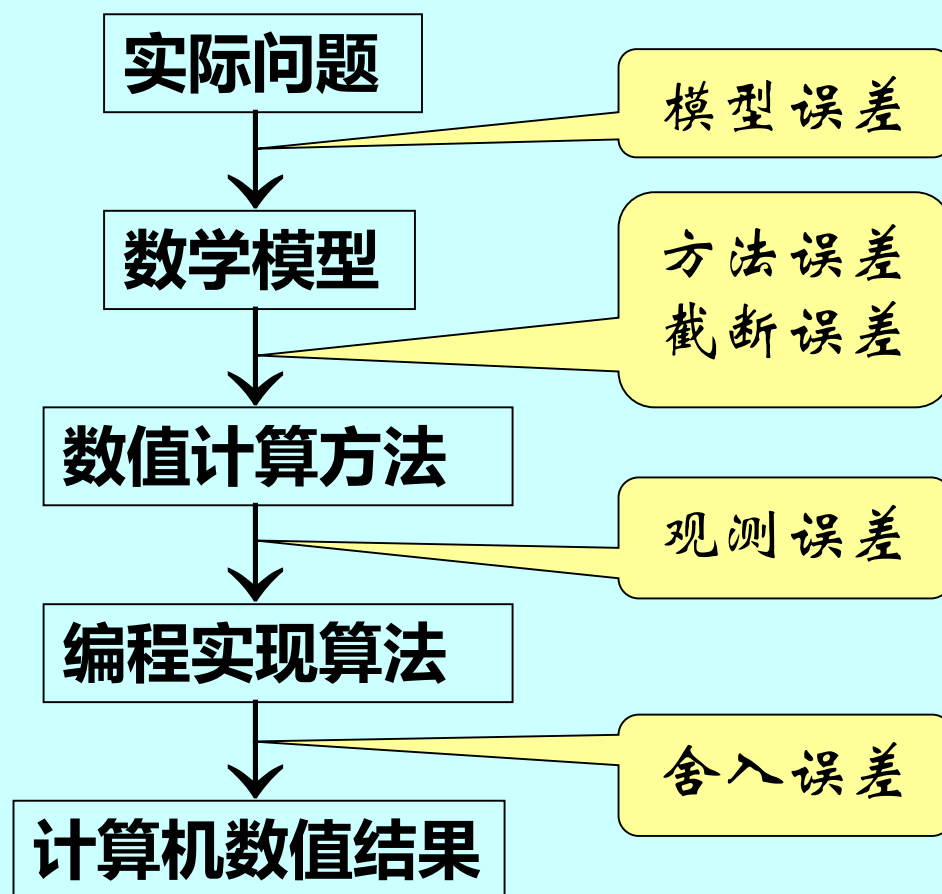 实际问题
模型误差
数学模型
方法误差
截断误差
数值计算方法
观测误差
编程实现算法
舍入误差
计算机数值结果